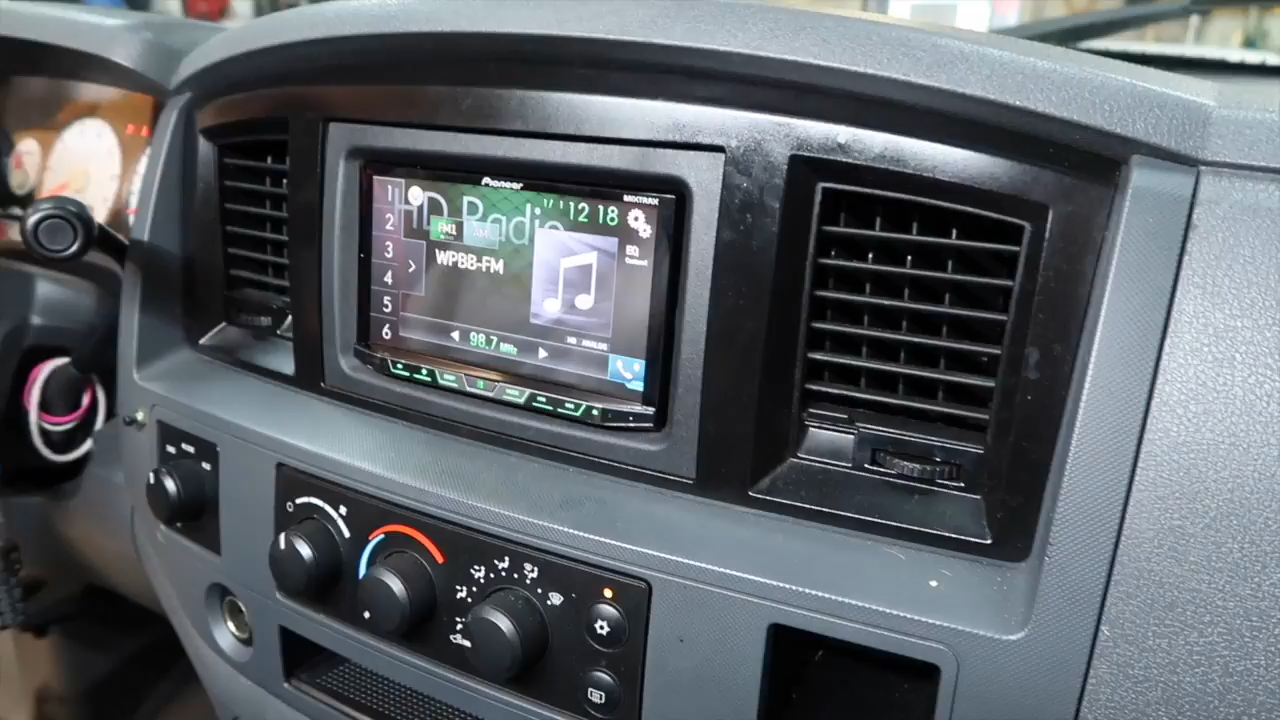 Pioneer
MIXTRAX
1
HD Radio
12 18
2
FM1
AM
EQ
3
WPBB-FM
4
5
6
98.7 MHz
HD ANALOG